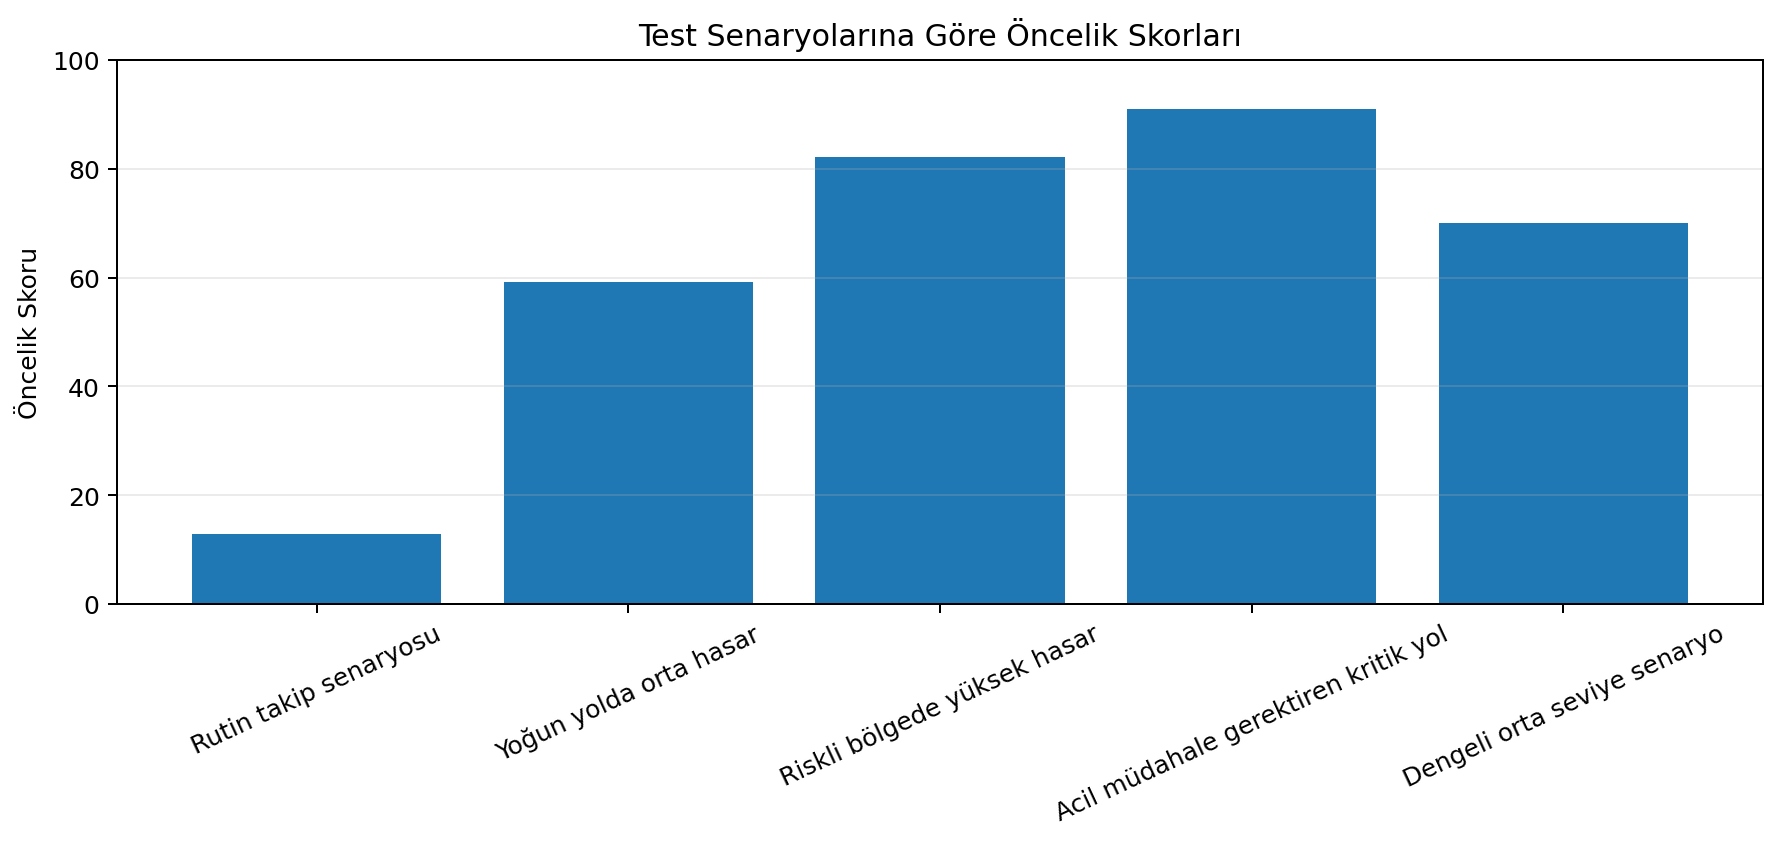 Test Senaryolarına Göre Öncelik Skorları
Öncelik Skoru
100
80
60
40
20
0
Rutin takip senaryosu
Yoğun yolda orta hasar
Riskli bölgede yüksek hasar
Acil müdahale gerektiren kritik yol
Dengeli orta seviye senaryo